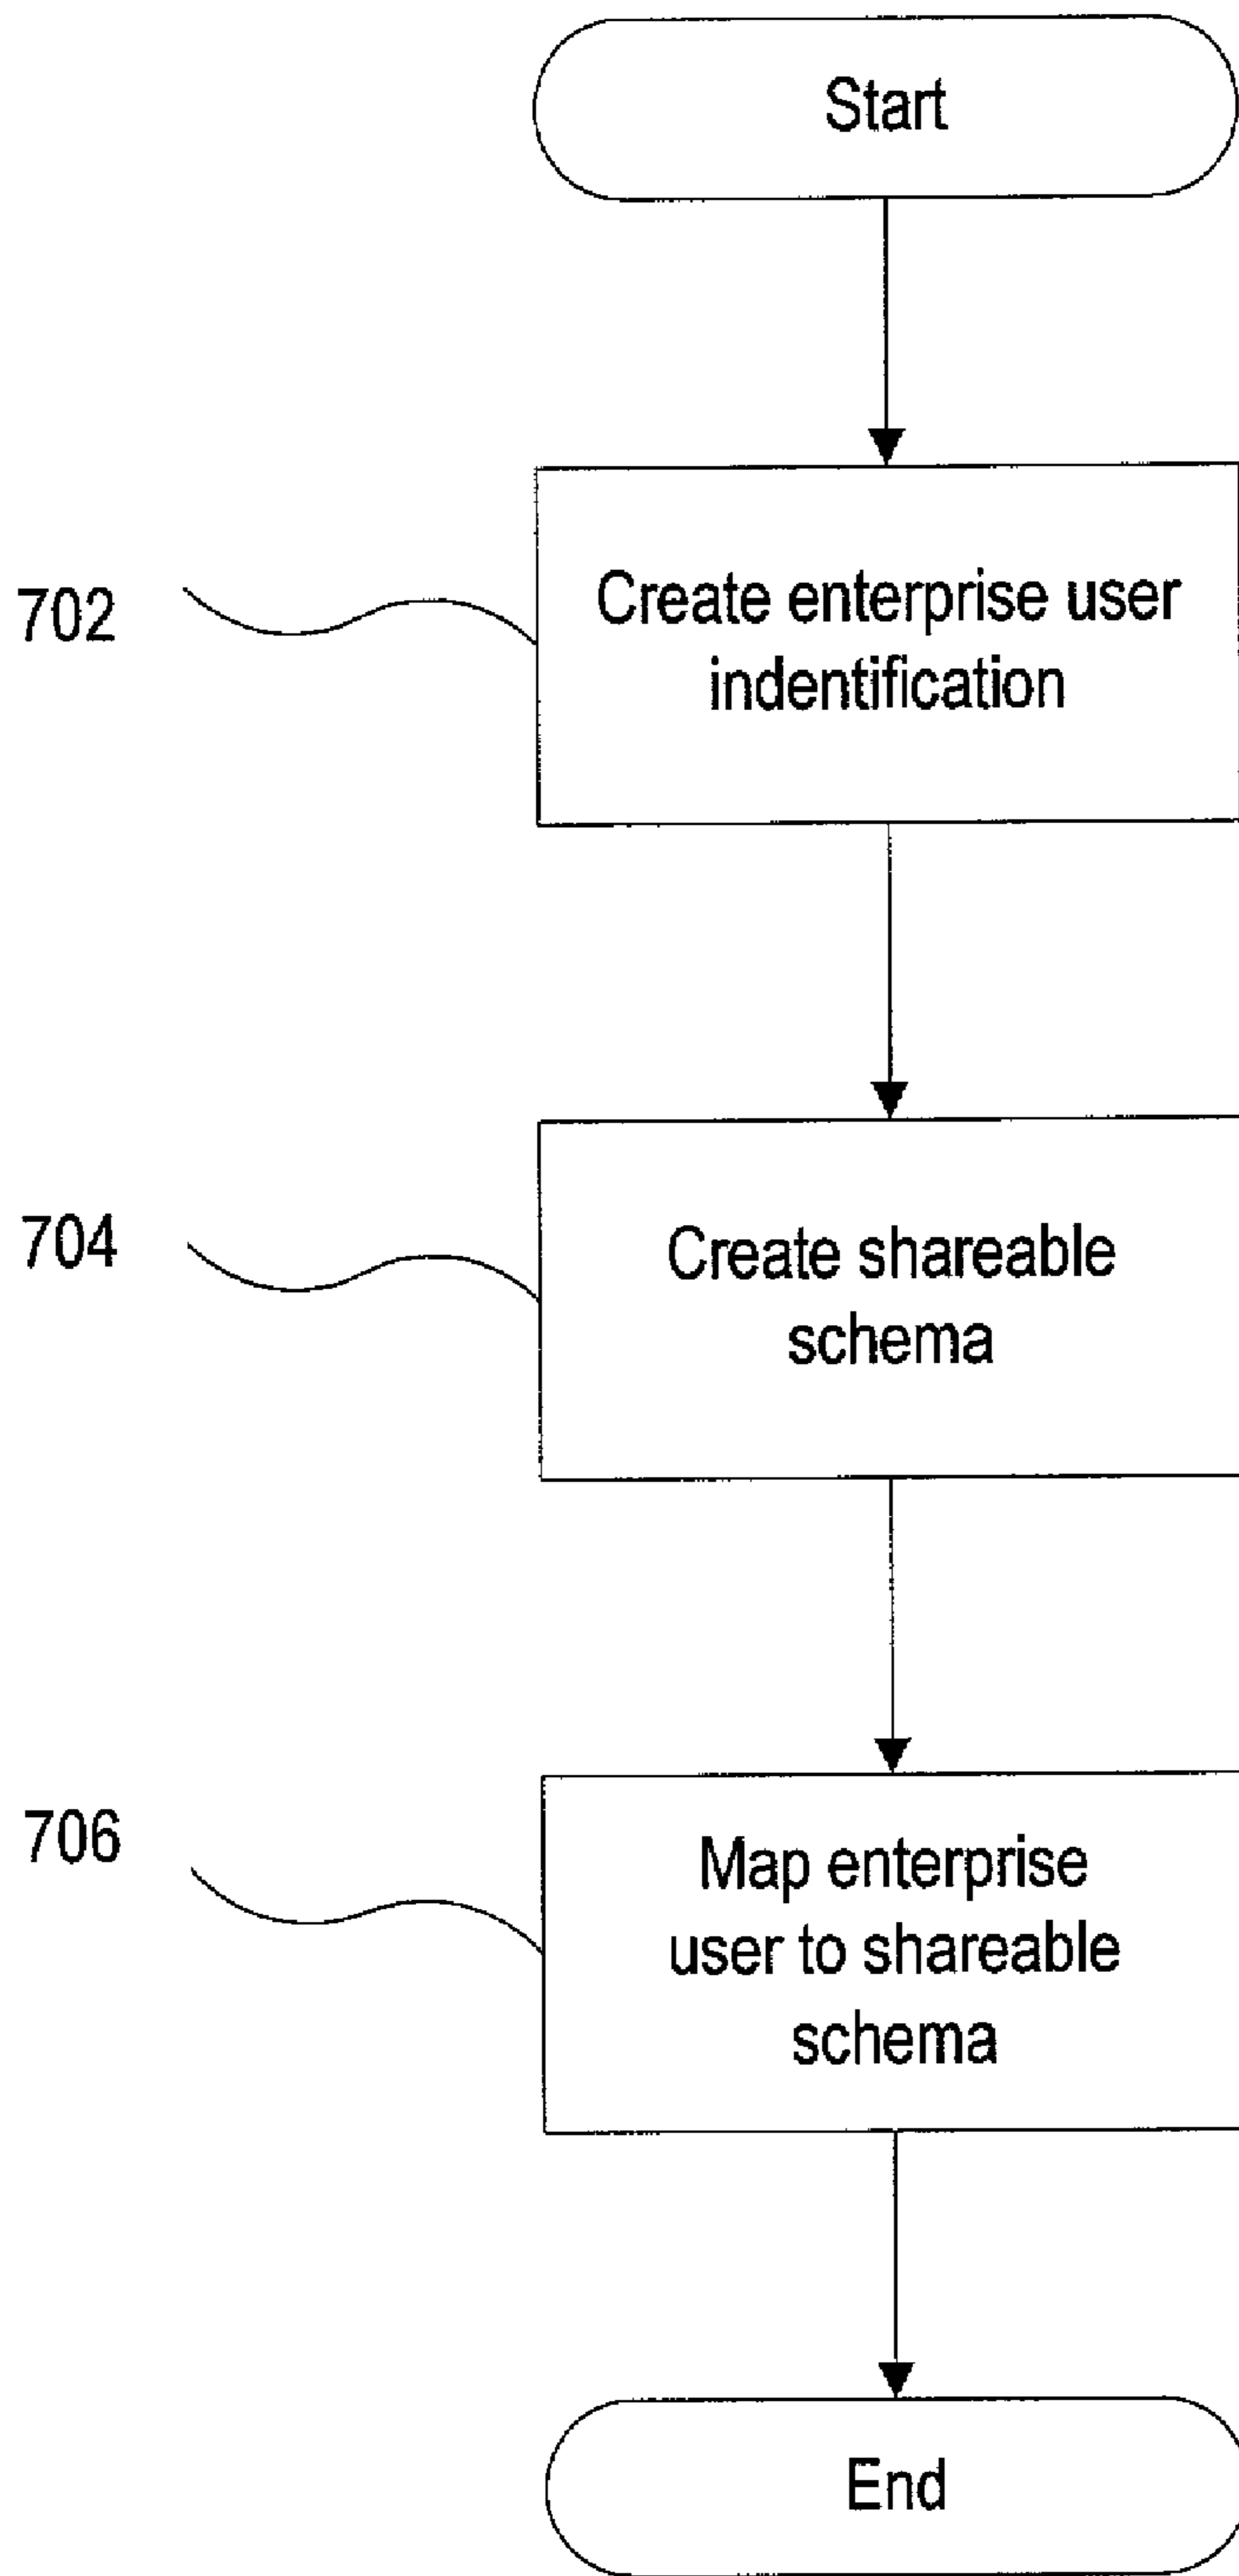 Start
702
Create enterprise user
indentification
704
Create shareable
schema
706
Map enterprise
user to shareable
schema
End